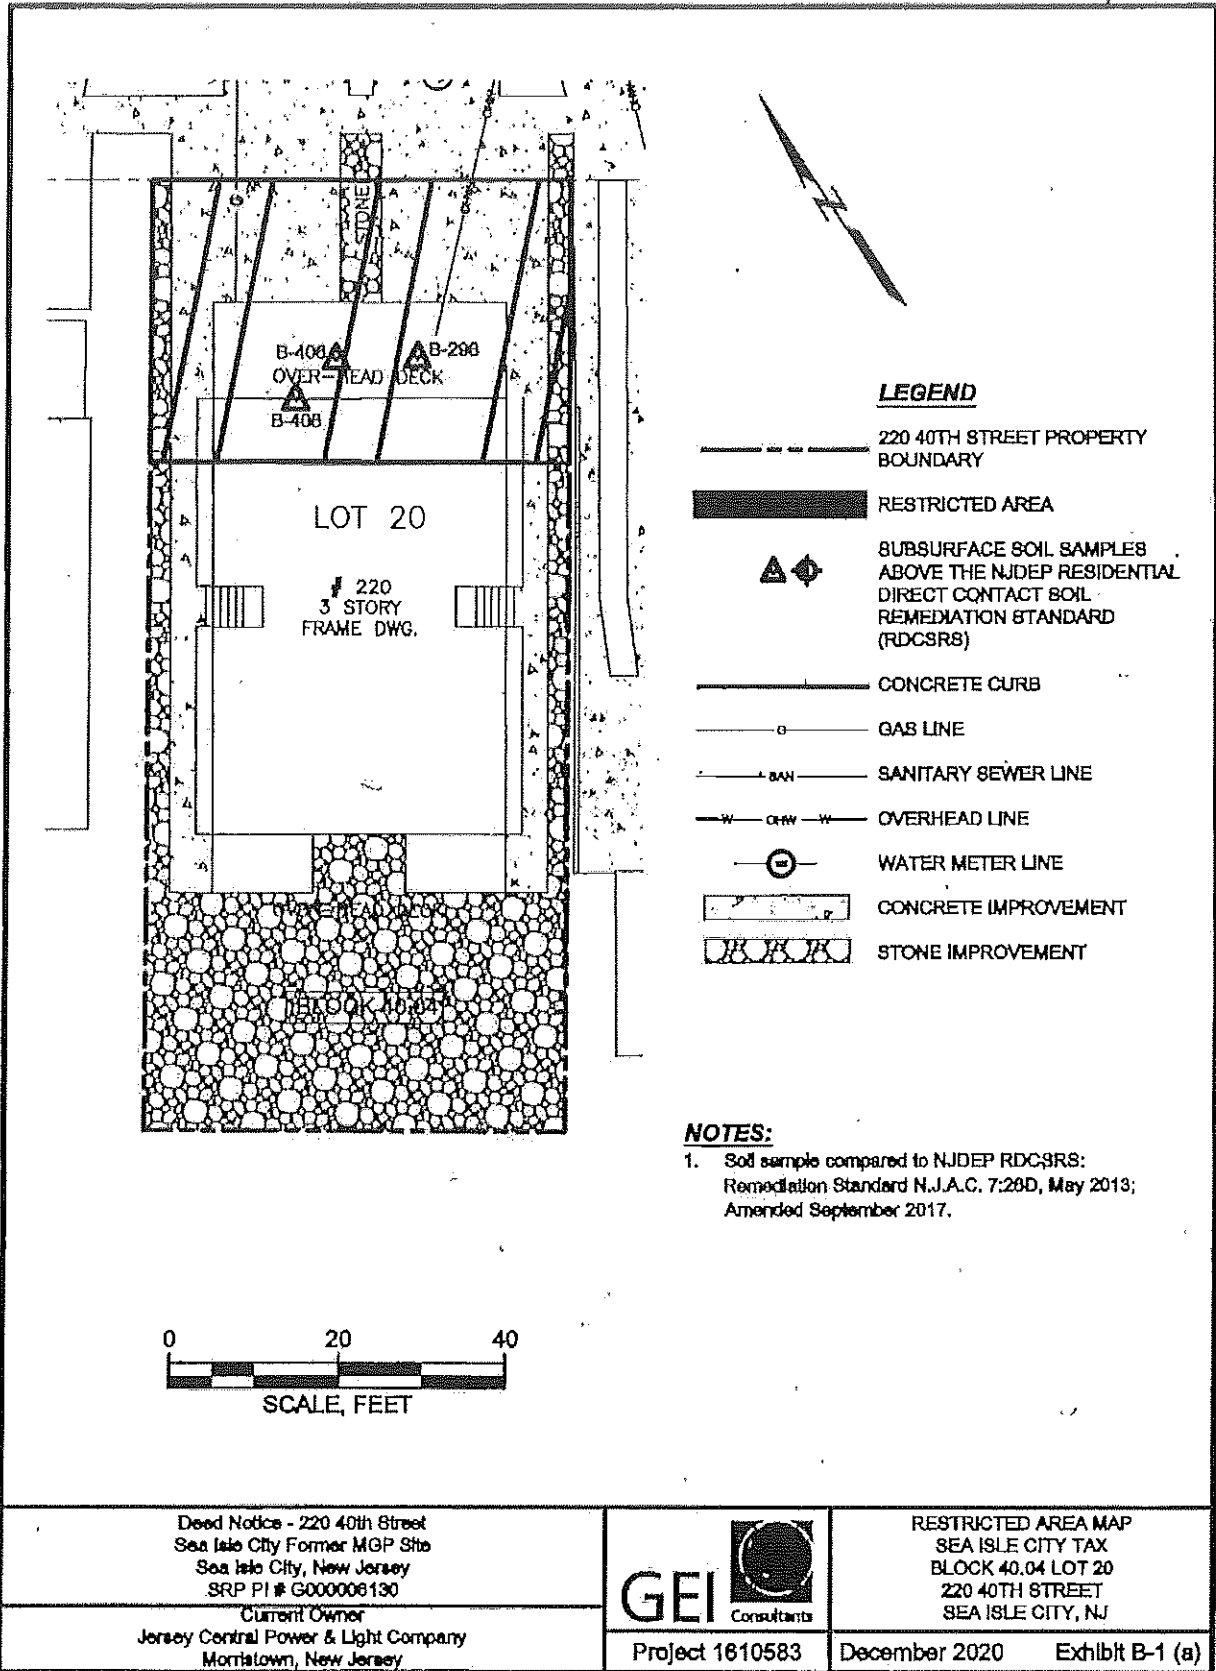 STONE
B-406
B-298
OVER-HEAD DECK
B-408
LOT 20
# 220
3 STORY
FRAME DWG.
BLOCK 40.04
LEGEND
220 40TH STREET PROPERTY
BOUNDARY
RESTRICTED AREA
SUBSURFACE SOIL SAMPLES
ABOVE THE NJDEP RESIDENTIAL
DIRECT CONTACT SOIL
REMEDIATION STANDARD
(RDCSRS)
CONCRETE CURB
G
GAS LINE
SAN
SANITARY SEWER LINE
W OHW W
OVERHEAD LINE
WATER METER LINE
CONCRETE IMPROVEMENT
STONE IMPROVEMENT
NOTES:
1. Soil sample compared to NJDEP RDCSRS:
Remediation Standard N.J.A.C. 7:26D, May 2013;
Amended September 2017.
0 20 40
SCALE, FEET
Deed Notice - 220 40th Street
Sea Isle City Former MGP Site
Sea Isle City, New Jersey
SRP PI # G000006130
Current Owner
Jersey Central Power & Light Company
Morristown, New Jersey
GEI Consultants
Project 1610583
RESTRICTED AREA MAP
SEA ISLE CITY TAX
BLOCK 40.04 LOT 20
220 40TH STREET
SEA ISLE CITY, NJ
December 2020 Exhibit B-1 (a)